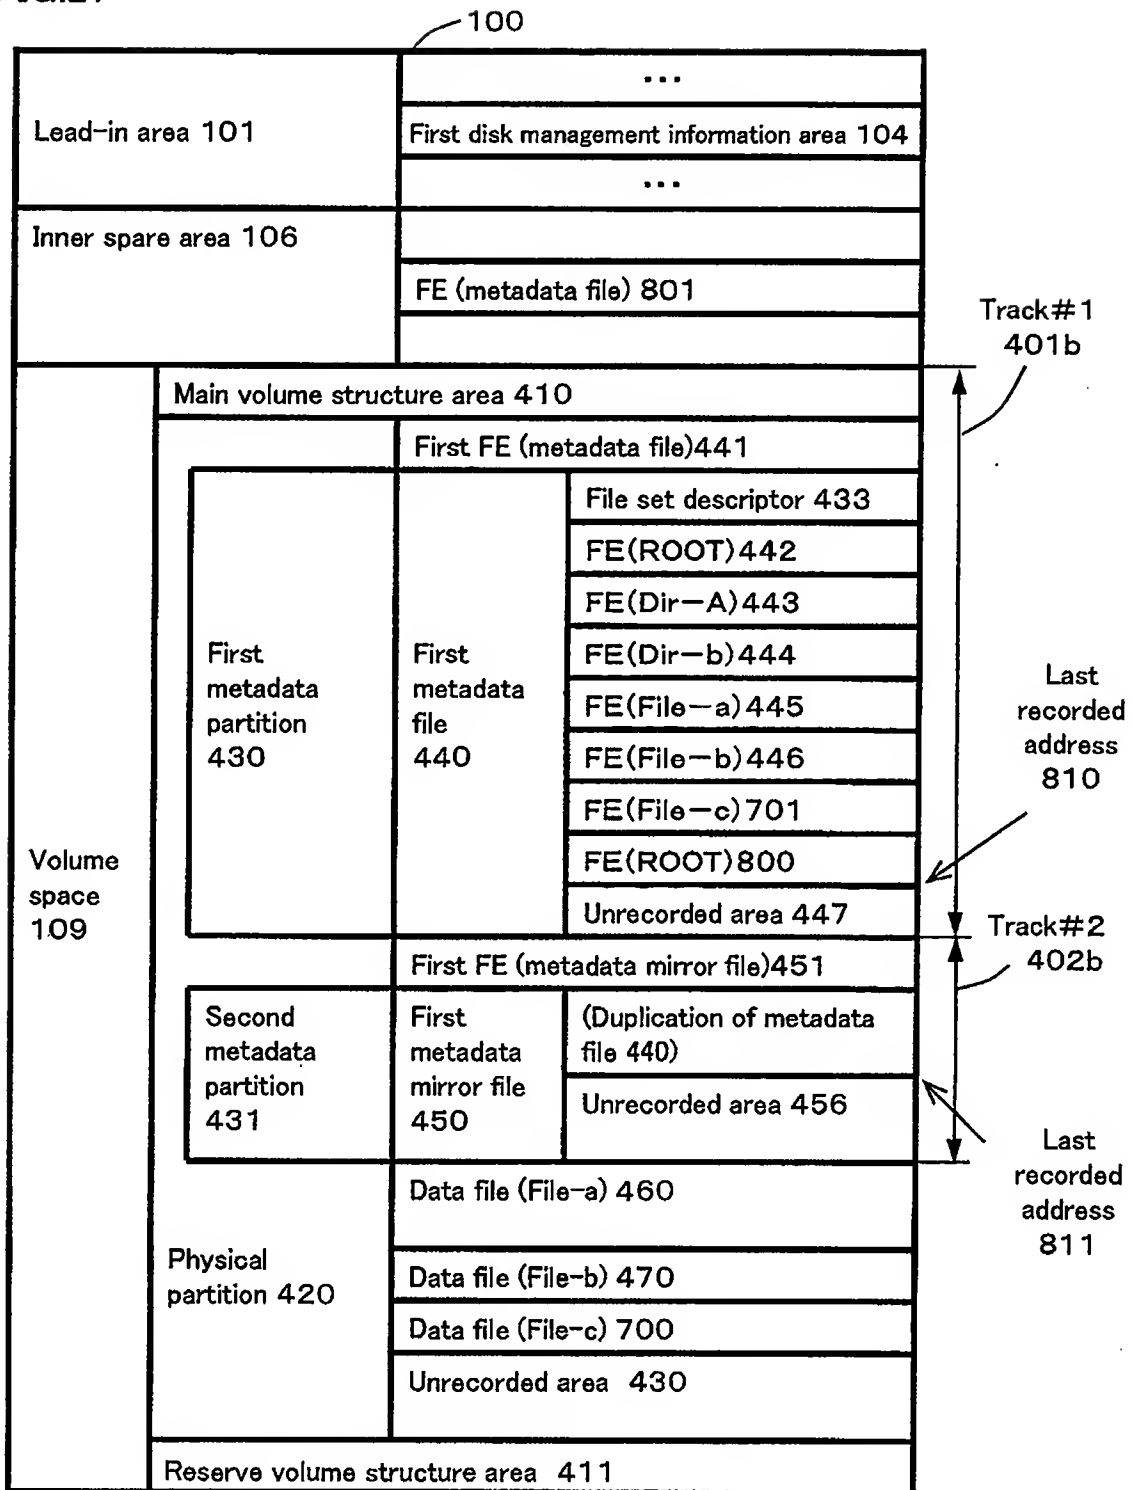 100
...
Lead-in area 101
First disk management information area 104
...
Inner spare area 106
FE (metadata file) 801
Track#1
401b
Main volume structure area 410
First FE (metadata file)441
File set descriptor 433
FE(ROOT)442
FE(Dir-A)443
First
metadata
partition
430
First
metadata
file
440
FE(Dir-b)444
FE(File-a)445
FE(File-b)446
FE(File-c)701
FE(ROOT)800
Unrecorded area 447
Last
recorded
address
810
Volume
space
109
Track#2
402b
First FE (metadata mirror file)451
Second
metadata
partition
431
First
metadata
mirror file
450
(Duplication of metadata
file 440)
Unrecorded area 456
Last
recorded
address
811
Data file (File-a) 460
Physical
partition 420
Data file (File-b) 470
Data file (File-c) 700
Unrecorded area 430
Reserve volume structure area 411